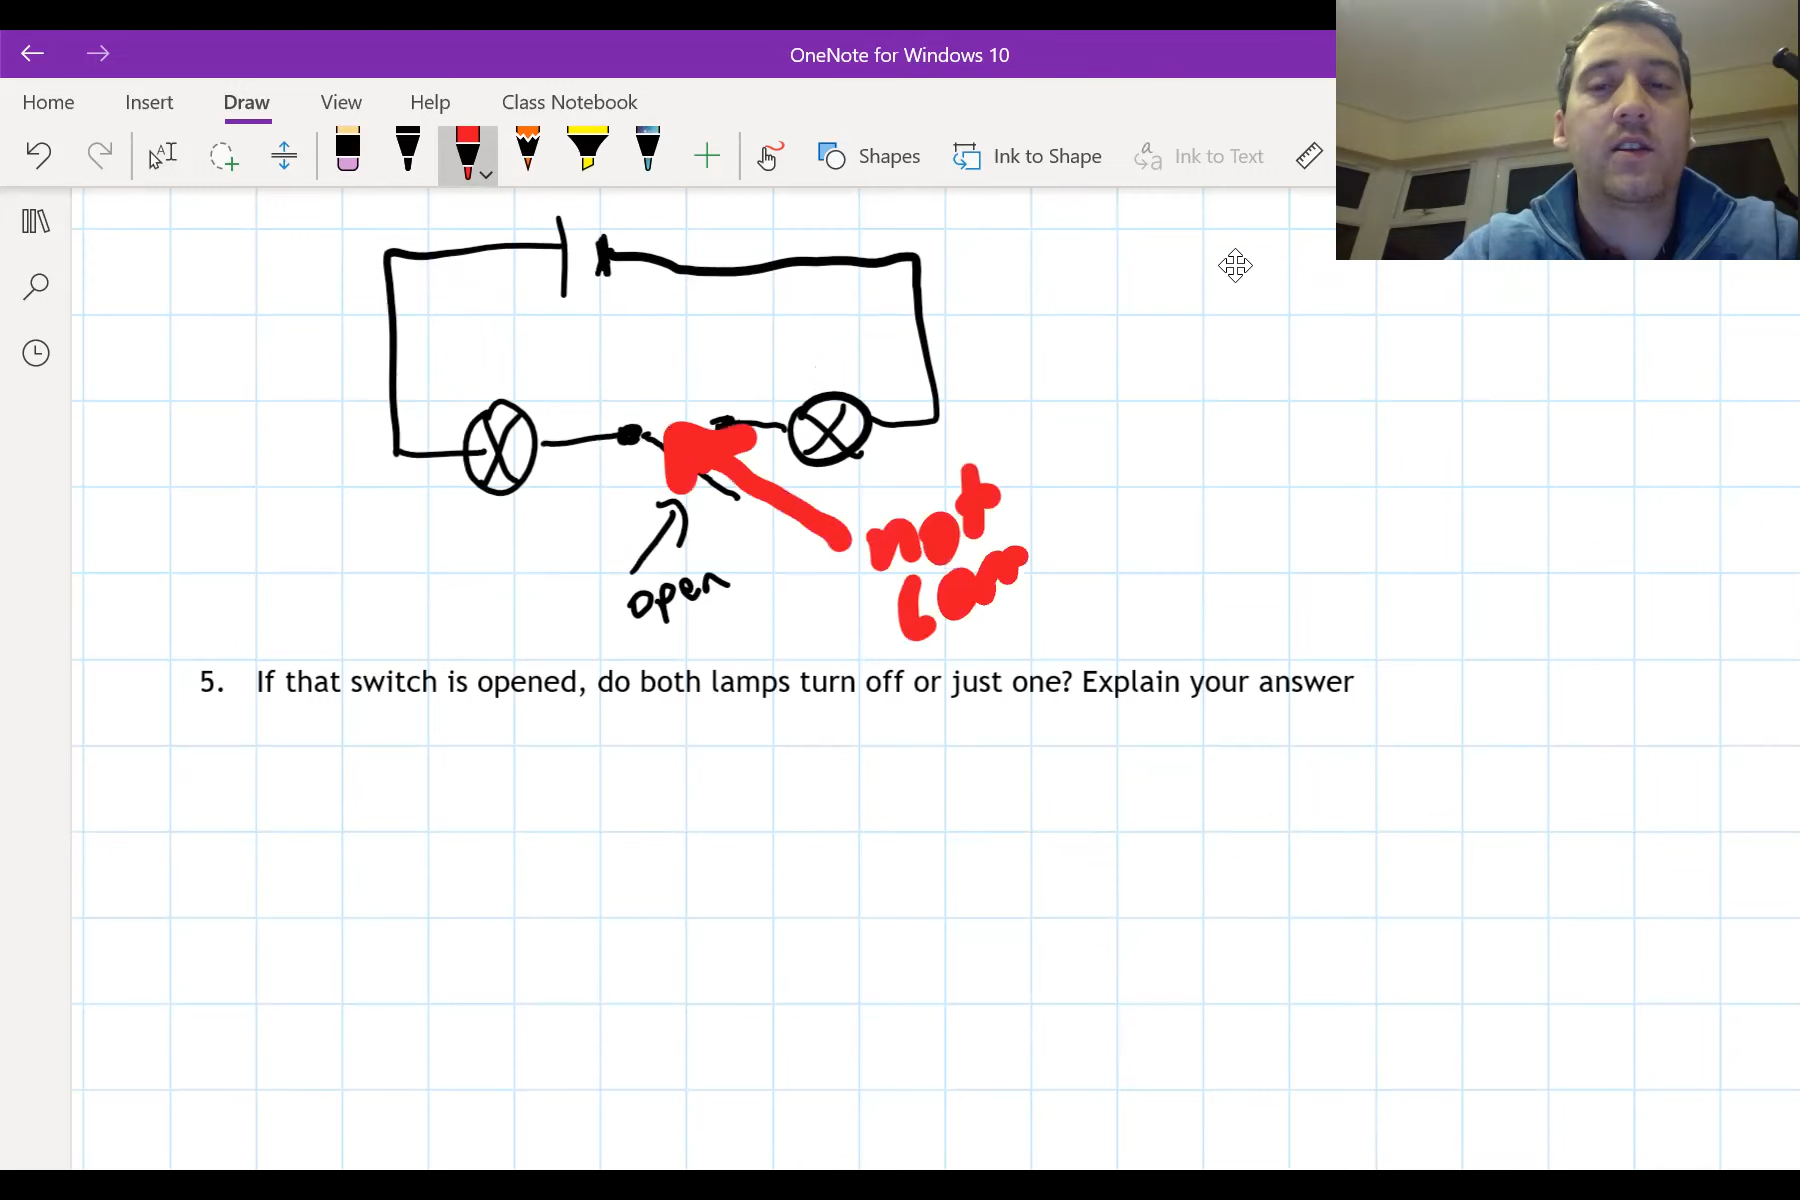 OneNote for Windows 10
Home Insert Draw View Help Class Notebook
Shapes Ink to Shape Ink to Text
open
not
5. If that switch is opened, do both lamps turn off or just one? Explain your answer